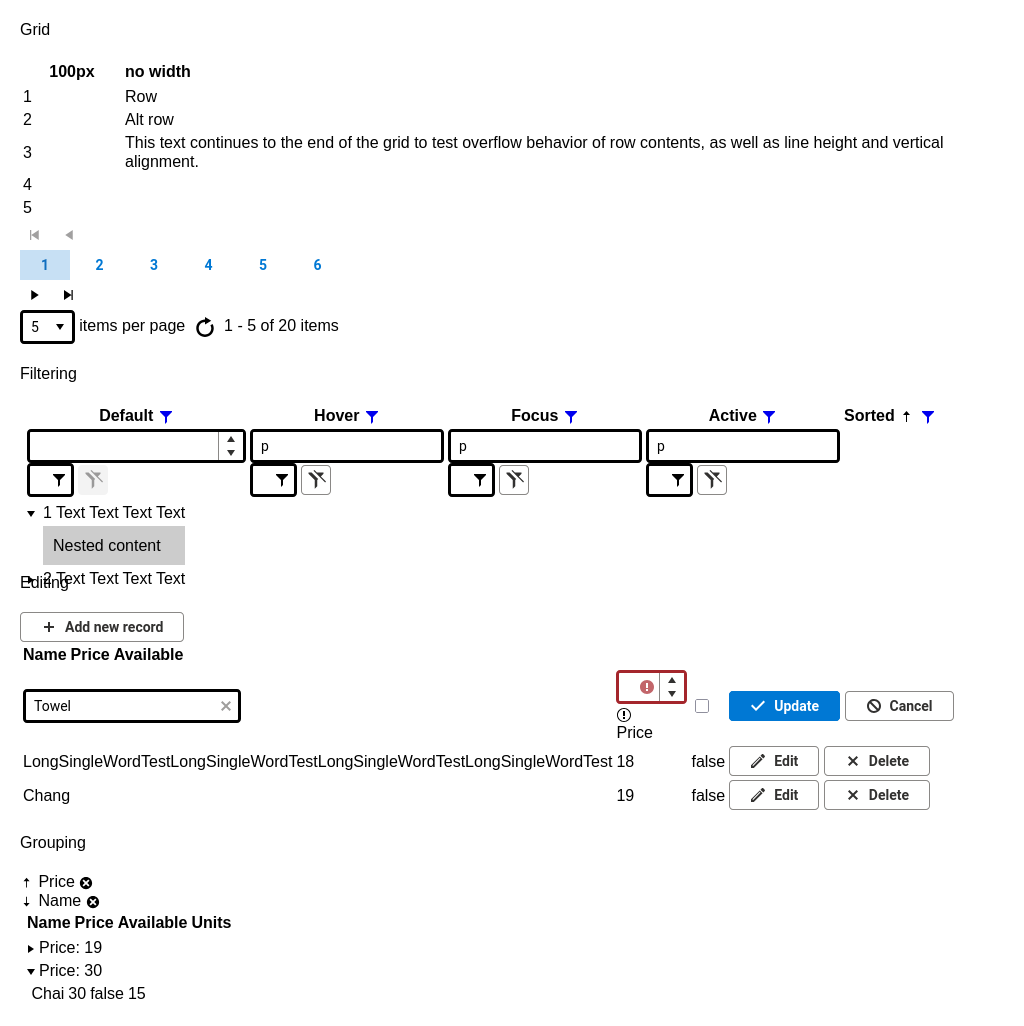 Grid
100px no width
1 Row
2 Alt row
3 This text continues to the end of the grid to test overflow behavior of row contents, as well as line height and vertical
alignment.
4
5
1 2 3 4 5 6
5 items per page 1 - 5 of 20 items
Filtering
Default Hover Focus Active Sorted
p p p
1 Text Text Text Text
Nested content
2 Text Text Text Text
Editing
Add new record
Name Price Available
Towel Update Cancel
Price
LongSingleWordTestLongSingleWordTestLongSingleWordTestLongSingleWordTest 18 false Edit Delete
Chang 19 false Edit Delete
Grouping
Price
Name
Name Price Available Units
Price: 19
Price: 30
Chai 30 false 15